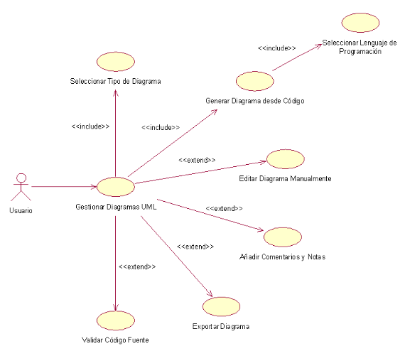 Seleccionar Lenguaje de
Programación
<<include>>
Seleccionar Tipo de Diagrama
Generar Diagrama desde Código
<<include>>
<<include>>
<<extend>>
Editar Diagrama Manualmente
Usuario
Gestionar Diagramas UML
<<extend>>
Añadir Comentarios y Notas
<<extend>>
<<extend>>
Exportar Diagrama
Validar Código Fuente